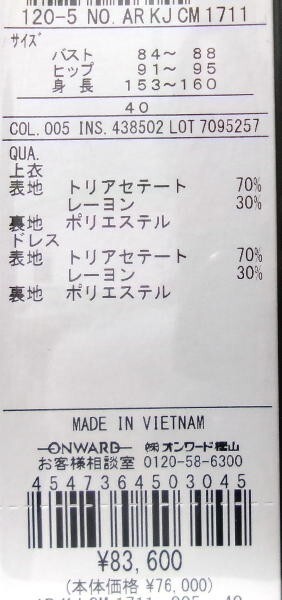 120-5 NO. ARKJCM1711
サイズ
バスト 84～ 88
ヒップ 91～ 95
身長 153～160
40
COL. 005 INS. 438502 LOT 7095257
QUA.
上衣
表地 トリアセテート 70%
レーヨン 30%
裏地 ポリエステル
ドレス
表地 トリアセテート 70%
レーヨン 30%
裏地 ポリエステル
MADE IN VIETNAM
ONWARD ㈱オンワード樫山
お客様相談室 0120-58-6300
4547364503045
¥83,600
(本体価格 ¥76,000)